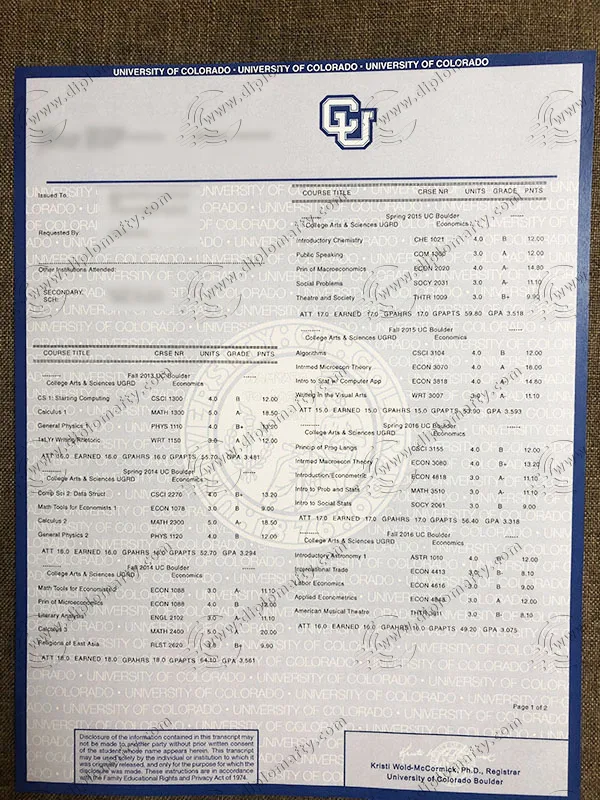 UNIVERSITY OF COLORADO • UNIVERSITY OF COLORADO • UNIVERSITY OF COLORADO
CU
Issued To
Requested By
Other Institutions Attended:
SECONDARY
SCH:
COURSE TITLE CRSE NR UNITS GRADE PNTS
Fall 2013 UC Boulder
College Arts & Sciences UGRD Economics
CS 1: Starting Computing CSCI 1300 4.0 B 12.00
Calculus 1 MATH 1300 5.0 A- 18.50
General Physics 1 PHYS 1110 4.0 B+ 13.20
1st Yr Writing/Rhetoric WRT 1150 3.0 A 12.00
ATT 16.0 EARNED 16.0 GPAHRS 16.0 GPAPTS 55.70 GPA 3.481
Spring 2014 UC Boulder
College Arts & Sciences UGRD Economics
Comp Sci 2: Data Struct CSCI 2270 4.0 B+ 13.20
Math Tools for Economists 1 ECON 1078 3.0 B 9.00
Calculus 2 MATH 2300 5.0 18.50
General Physics 2 PHYS 1120 4.0 B 12.00
ATT 16.0 EARNED 16.0 GPAHRS 16.0 GPAPTS 52.70 GPA 3.294
Fall 2014 UC Boulder
College Arts & Sciences UGRD Economics
Math Tools for Economists ECON 1088 3.0 A- 11.10
Prin of Microeconomics ECON 1088 4.0 B 12.00
Literary Analysis ENGL 2102 3.0 11.10
Calculus 3 MATH 2400 5.0 20.00
Religions of East Asia RLST 2620 B+ 9.90
ATT 18.0 EARNED 18.0 GPAHRS 18.0 GPAPTS 64.10 GPA 3.561
COURSE TITLE CRSE NR UNITS GRADE PNTS
Spring 2015 UC Boulder
College Arts & Sciences UGRD Economics
Introductory Chemistry CHE 1021 4.0 B 12.00
Public Speaking COM 1300 3.0 A 12.00
Prin of Macroeconomics ECON 2020 4.0 A- 14.80
Social Problems SOCY 2031 3.0 A- 11.10
Theatre and Society THTR 1009 3.0 B+ 9.90
ATT 17.0 EARNED 17.0 GPAHRS 17.0 GPAPTS 59.80 GPA 3.518
Fall 2015 UC Boulder
College Arts & Sciences UGRD Economics
Algorithms CSCI 3104 4.0 B 12.00
Intrmed Microecon Theory ECON 3070 4.0 A 16.00
Intro to Stat w/ Computer App ECON 3818 4.0 A- 14.80
Writing in the Visual Arts WRT 3007 3.0 A- 11.10
ATT 15.0 EARNED 15.0 GPAHRS 15.0 GPAPTS 53.90 GPA 3.593
Spring 2016 UC Boulder
College Arts & Sciences UGRD Economics
Princip of Prog Langs CSCI 3155 4.0 B 12.00
Intrmed Macroecon Theory ECON 3080 4.0 B+ 13.20
Introduction/Econometric ECON 4818 3.0 A- 11.10
Intro to Prob and Stats MATH 3510 3.0 A- 11.10
Intro to Social Stats SOCY 2061 3.0 B 9.00
ATT 17.0 EARNED 17.0 GPAHRS 17.0 GPAPTS 56.40 GPA 3.318
Fall 2016 UC Boulder
College Arts & Sciences UGRD Economics
Introductory Astronomy 1 ASTR 1010 4.0 B 12.00
International Trade ECON 4413 3.0 B- 8.10
Labor Economics ECON 4616 3.0 B 9.00
Applied Econometrics ECON 4848 3.0 A 12.00
American Musical Theatre THTR 3.0 B- 8.10
ATT 16.0 EARNED 16.0 GPAHRS 16.0 GPAPTS 49.20 GPA 3.075
Page 1 of 2
Disclosure of the information contained in this transcript may
not be made to another party without prior written consent
of the student whose name appears herein. This transcript
may be used solely by the individual or institution to which it
was originally released, and only for the purpose for which the
disclosure was made. These instructions are in accordance
with the Family Educational Rights and Privacy Act of 1974.
Kristi Wold-McCormick, Ph.D., Registrar
University of Colorado Boulder
www.diplomafty.com